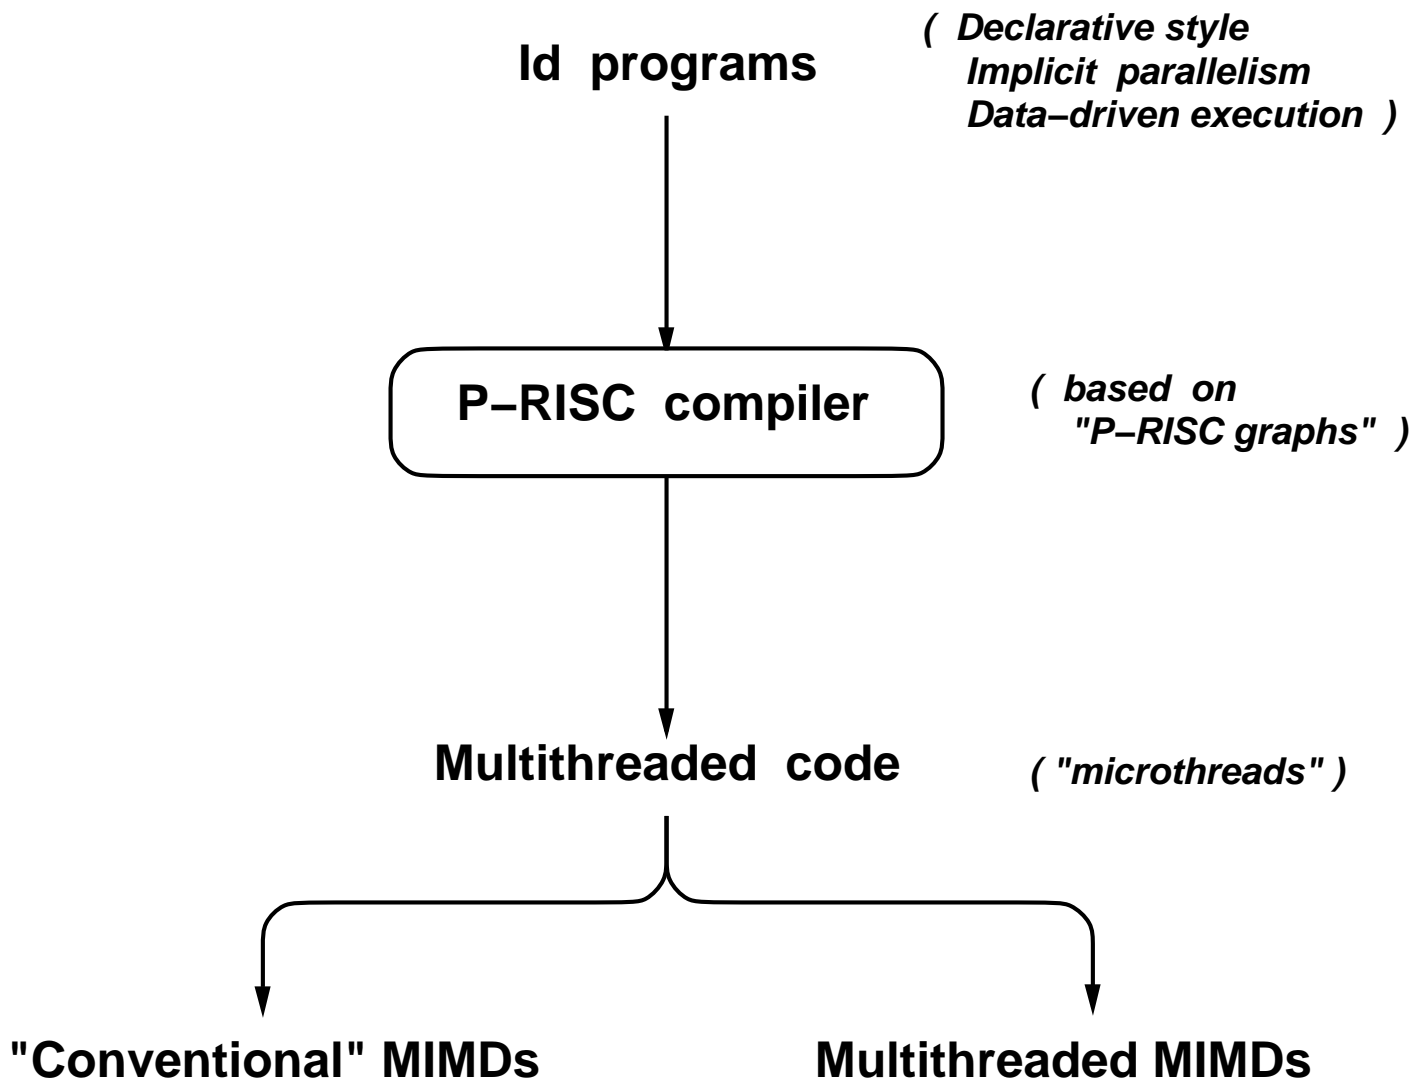 Id programs
( Declarative style
Implicit parallelism
Data–driven execution )
P–RISC compiler
( based on
"P–RISC graphs" )
Multithreaded code
( "microthreads" )
"Conventional" MIMDs
Multithreaded MIMDs